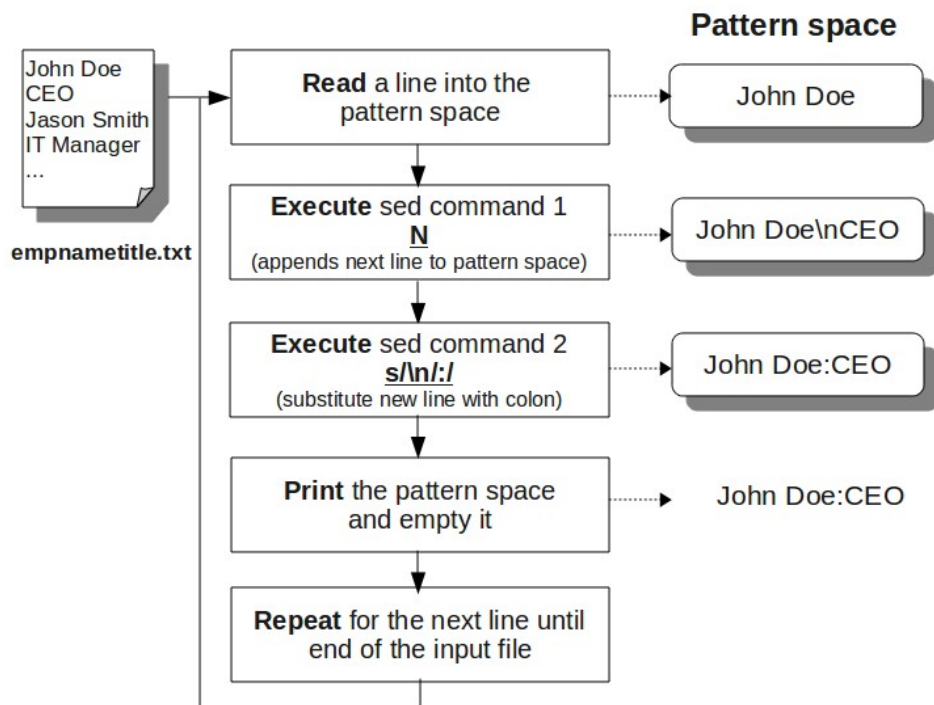 Pattern space
John Doe
CEO
Jason Smith
IT Manager
...
empnametitle.txt
Read a line into the
pattern space
John Doe
Execute sed command 1
N
(appends next line to pattern space)
John Doe\nCEO
Execute sed command 2
s/\n/:/
(substitute new line with colon)
John Doe:CEO
Print the pattern space
and empty it
John Doe:CEO
Repeat for the next line until
end of the input file